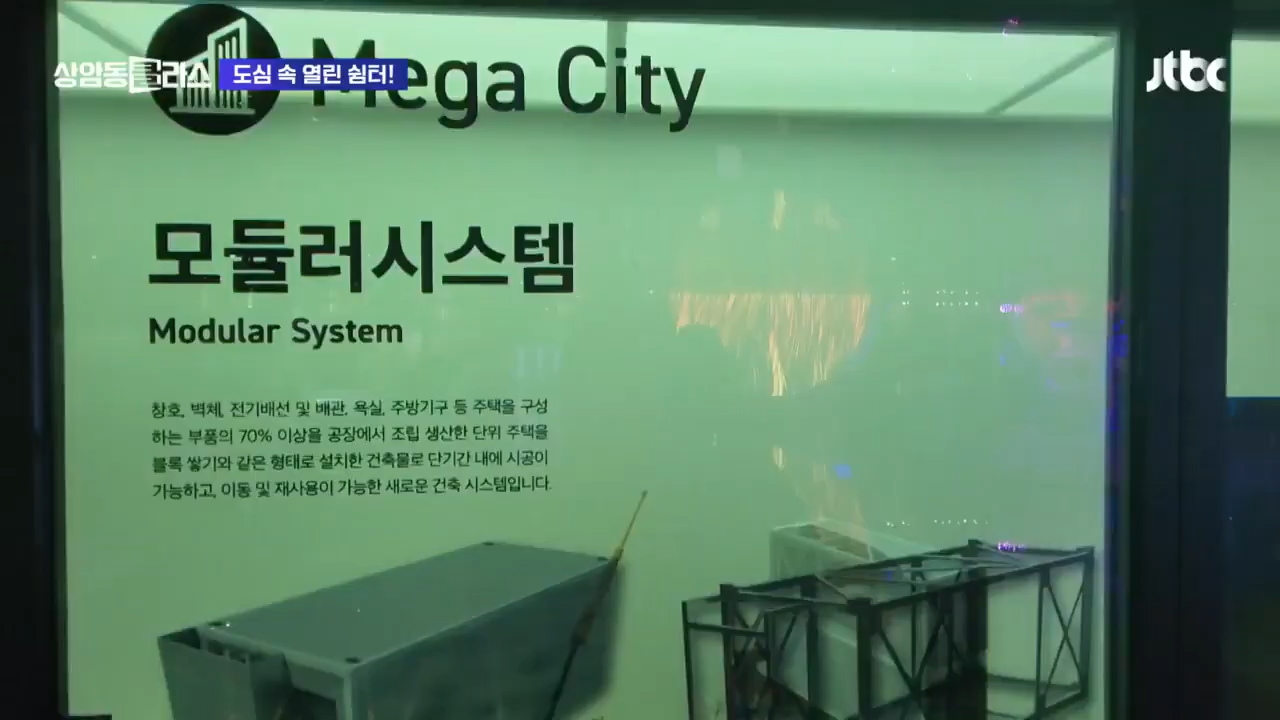 상암동클라스
도심 속 열린 쉼터!
jtbc
Mega City
모듈러시스템
Modular System
창호, 벽체, 전기배선 및 배관, 욕실, 주방기구 등 주택을 구성
하는 부품의 70% 이상을 공장에서 조립 생산한 단위 주택을
블록 쌓기와 같은 형태로 설치한 건축물로 단기간 내에 시공이
가능하고, 이동 및 재사용이 가능한 새로운 건축 시스템입니다.